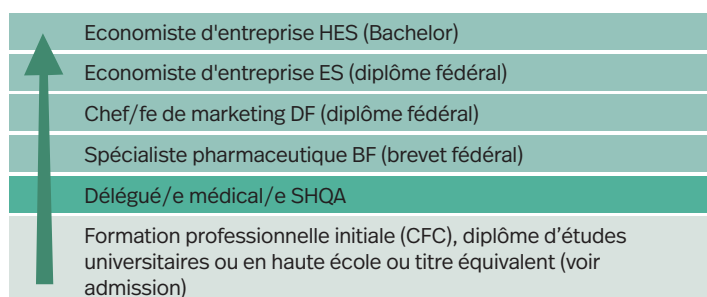 Economiste d'entreprise HES (Bachelor)
Economiste d'entreprise ES (diplôme fédéral)
Chef/fe de marketing DF (diplôme fédéral)
Spécialiste pharmaceutique BF (brevet fédéral)
Délégué/e médical/e SHQA
Formation professionnelle initiale (CFC), diplôme d’études
universitaires ou en haute école ou titre équivalent (voir
admission)